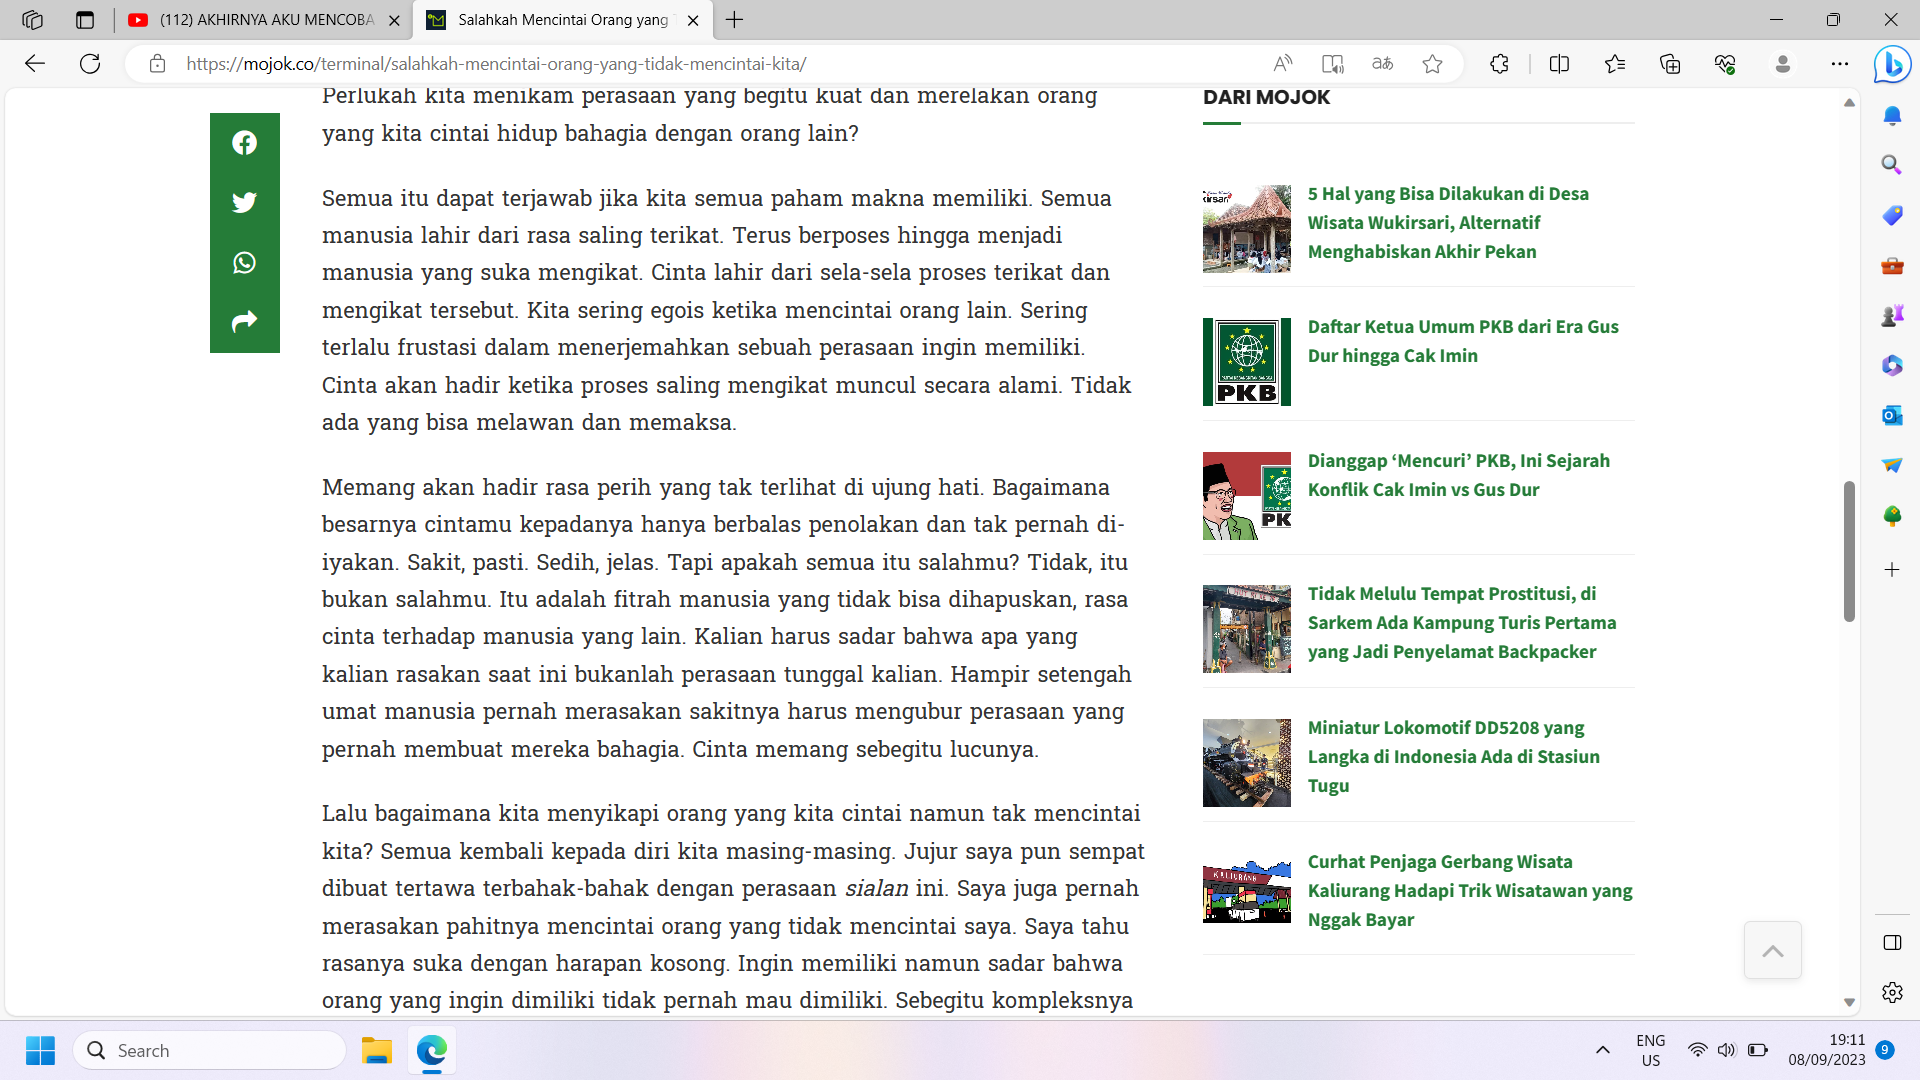 (112) AKHIRNYA AKU MENCOBA
Salahkah Mencintai Orang yang T
https://mojok.co/terminal/salahkah-mencintai-orang-yang-tidak-mencintai-kita/
Perlukah kita menikam perasaan yang begitu kuat dan merelakan orang
yang kita cintai hidup bahagia dengan orang lain?
Semua itu dapat terjawab jika kita semua paham makna memiliki. Semua
manusia lahir dari rasa saling terikat. Terus berposes hingga menjadi
manusia yang suka mengikat. Cinta lahir dari sela-sela proses terikat dan
mengikat tersebut. Kita sering egois ketika mencintai orang lain. Sering
terlalu frustasi dalam menerjemahkan sebuah perasaan ingin memiliki.
Cinta akan hadir ketika proses saling mengikat muncul secara alami. Tidak
ada yang bisa melawan dan memaksa.
Memang akan hadir rasa perih yang tak terlihat di ujung hati. Bagaimana
besarnya cintamu kepadanya hanya berbalas penolakan dan tak pernah di-
iyakan. Sakit, pasti. Sedih, jelas. Tapi apakah semua itu salahmu? Tidak, itu
bukan salahmu. Itu adalah fitrah manusia yang tidak bisa dihapuskan, rasa
cinta terhadap manusia yang lain. Kalian harus sadar bahwa apa yang
kalian rasakan saat ini bukanlah perasaan tunggal kalian. Hampir setengah
umat manusia pernah merasakan sakitnya harus mengubur perasaan yang
pernah membuat mereka bahagia. Cinta memang sebegitu lucunya.
Lalu bagaimana kita menyikapi orang yang kita cintai namun tak mencintai
kita? Semua kembali kepada diri kita masing-masing. Jujur saya pun sempat
dibuat tertawa terbahak-bahak dengan perasaan sialan ini. Saya juga pernah
merasakan pahitnya mencintai orang yang tidak mencintai saya. Saya tahu
rasanya suka dengan harapan kosong. Ingin memiliki namun sadar bahwa
orang yang ingin dimiliki tidak pernah mau dimiliki. Sebegitu kompleksnya
DARI MOJOK
5 Hal yang Bisa Dilakukan di Desa
Wisata Wukirsari, Alternatif
Menghabiskan Akhir Pekan
PKB
Daftar Ketua Umum PKB dari Era Gus
Dur hingga Cak Imin
PK
Dianggap ‘Mencuri’ PKB, Ini Sejarah
Konflik Cak Imin vs Gus Dur
Tidak Melulu Tempat Prostitusi, di
Sarkem Ada Kampung Turis Pertama
yang Jadi Penyelamat Backpacker
Miniatur Lokomotif DD5208 yang
Langka di Indonesia Ada di Stasiun
Tugu
KALIURANG
Curhat Penjaga Gerbang Wisata
Kaliurang Hadapi Trik Wisatawan yang
Nggak Bayar
Search
ENG
US
19:11
08/09/2023
9